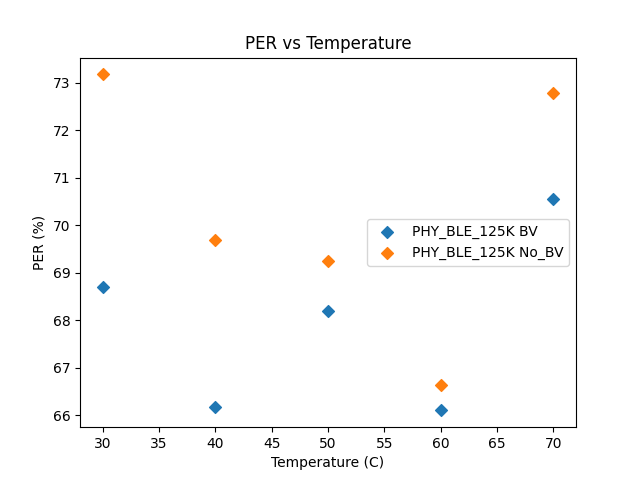 PER vs Temperature
73
72
71
70
69
68
67
66
PER (%)
PHY_BLE_125K BV
PHY_BLE_125K No_BV
30 35 40 45 50 55 60 65 70
Temperature (C)